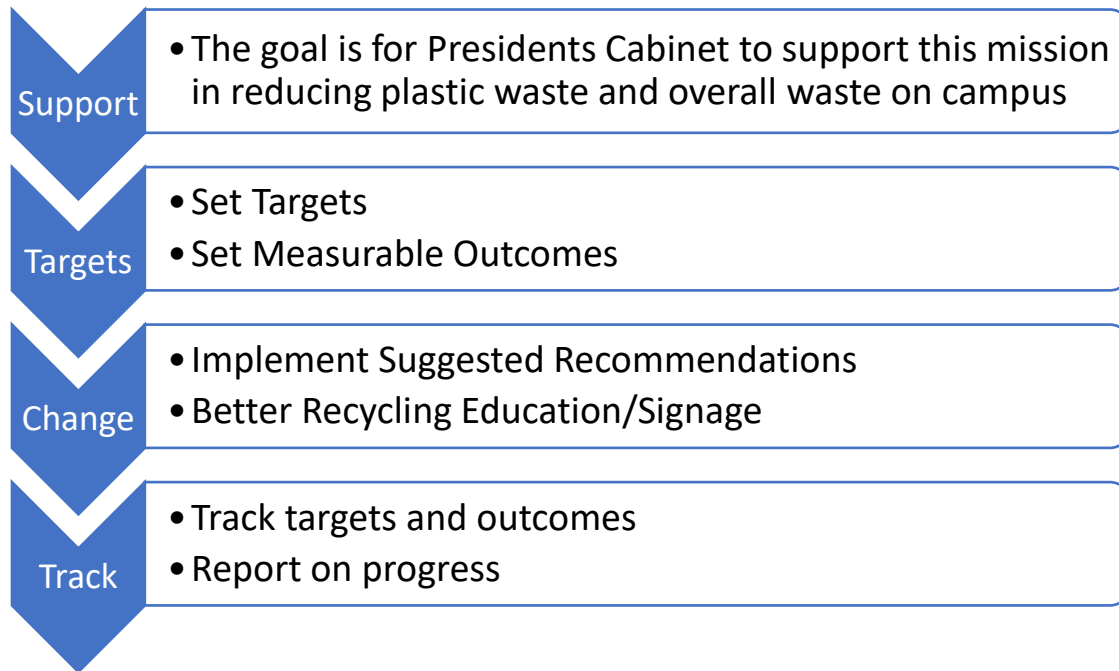 Support
• The goal is for Presidents Cabinet to support this mission
in reducing plastic waste and overall waste on campus
Targets
• Set Targets
• Set Measurable Outcomes
Change
• Implement Suggested Recommendations
• Better Recycling Education/Signage
Track
• Track targets and outcomes
• Report on progress